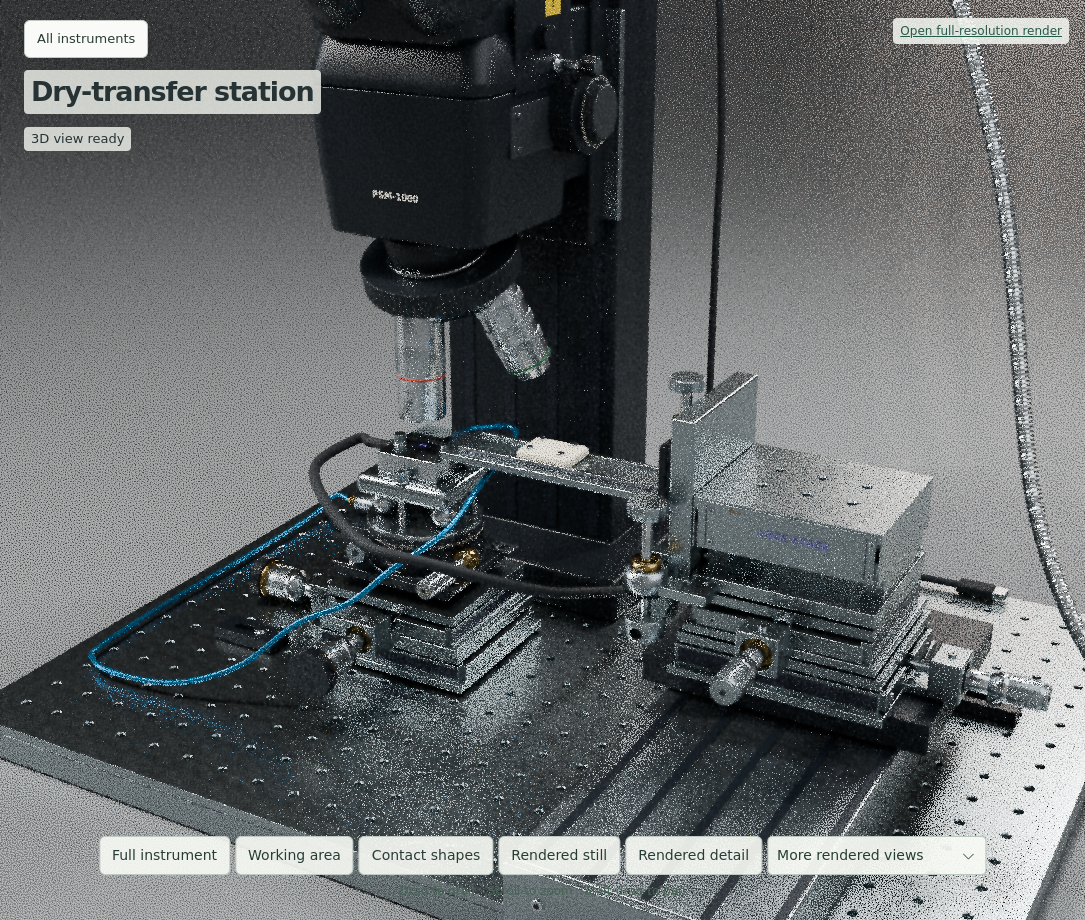 All instruments
Open full-resolution render
Dry-transfer station
3D view ready
PSM-1000
Full instrument
Working area
Contact shapes
Rendered still
Rendered detail
More rendered views